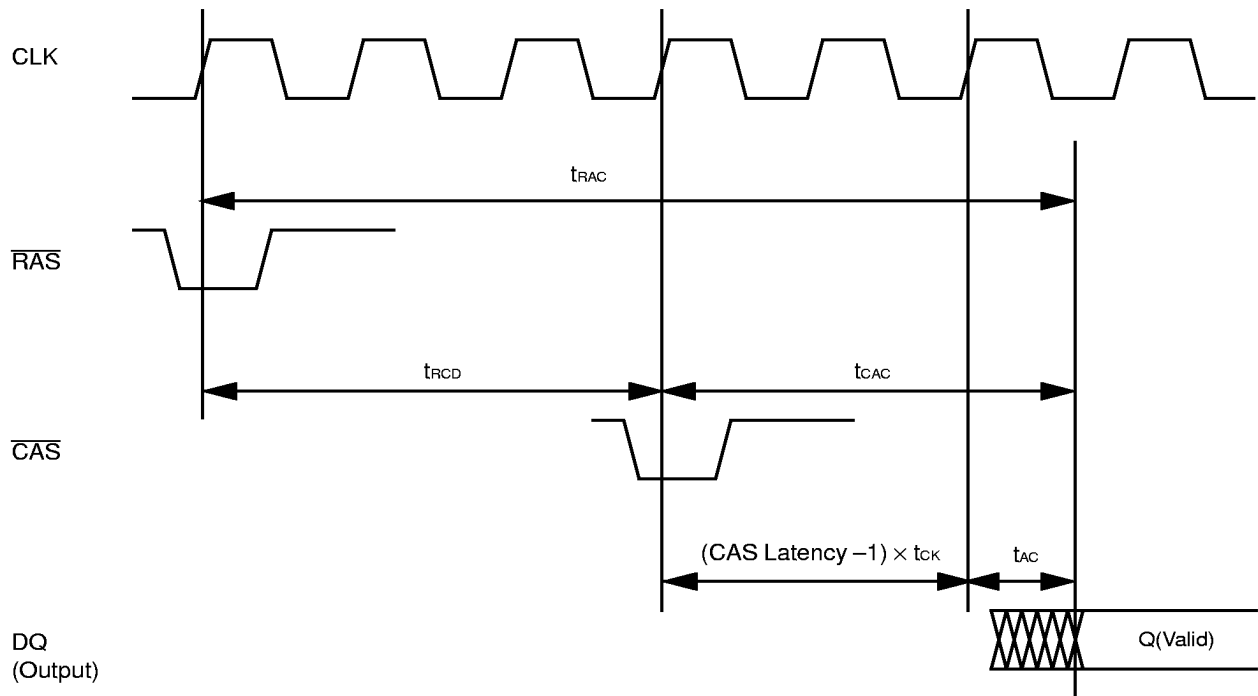 CLK
tRAC
RAS
tRCD
tCAC
CAS
(CAS Latency –1) × tCK
tAC
DQ
(Output)
Q(Valid)